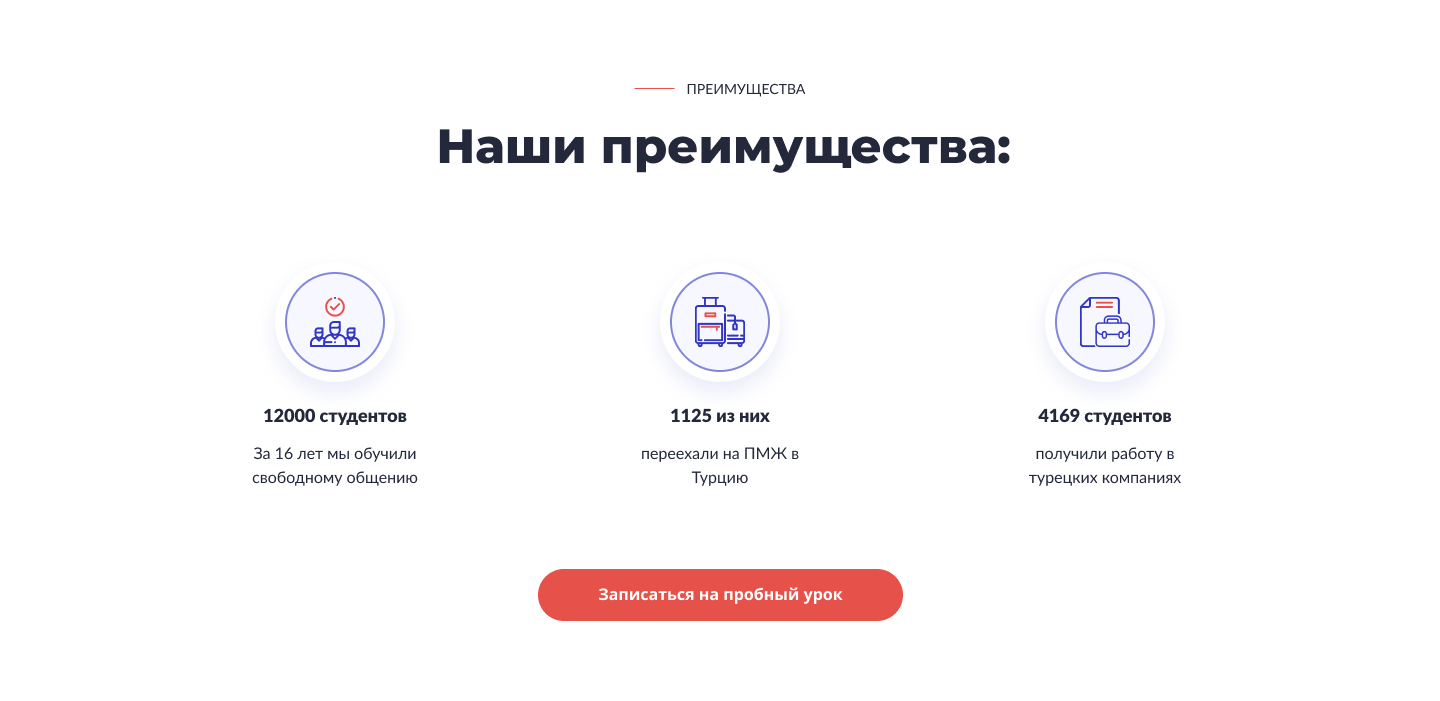 ПРЕИМУЩЕСТВА
Наши преимущества:
12000 студентов
За 16 лет мы обучили
свободному общению
1125 из них
переехали на ПМЖ в
Турцию
4169 студентов
получили работу в
турецких компаниях
Записаться на пробный урок